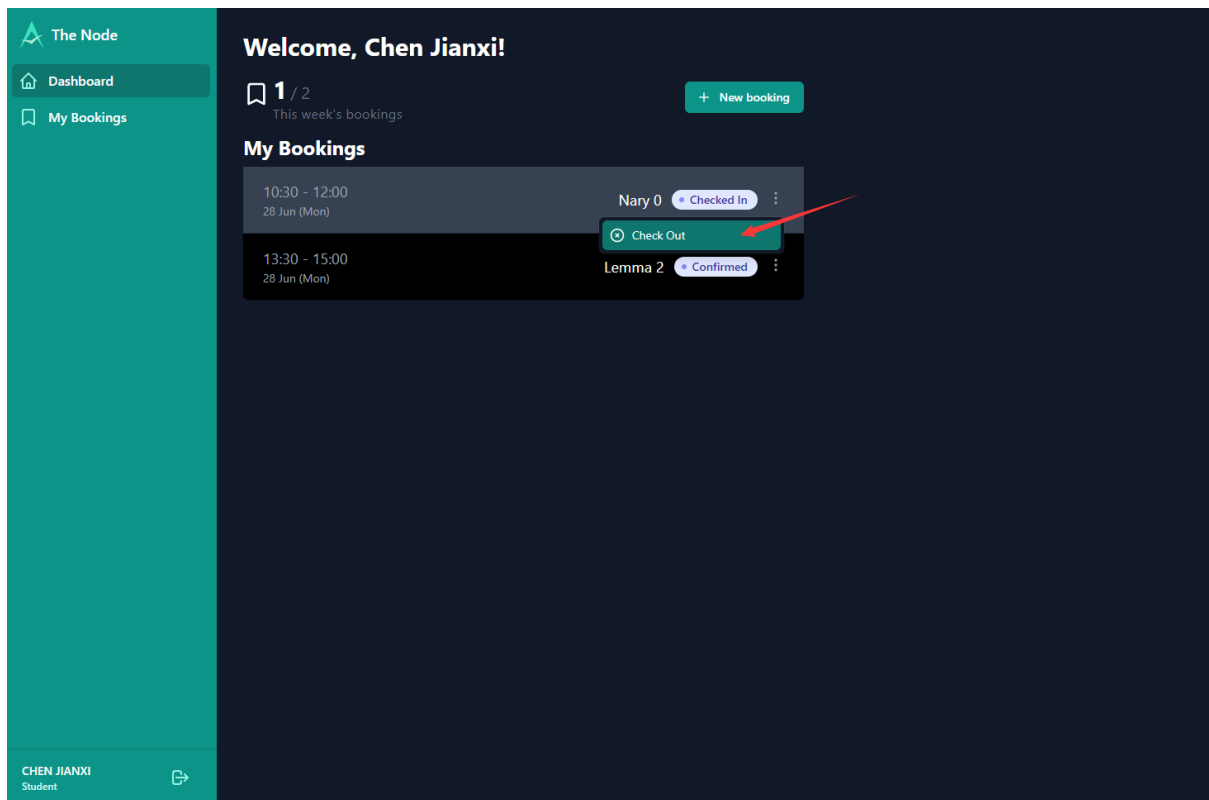 The Node
Dashboard
My Bookings
CHEN JIANXI
Student
Welcome, Chen Jianxi!
1 / 2
This week's bookings
+ New booking
My Bookings
10:30 - 12:00
28 Jun (Mon)
Nary 0
Checked In
Check Out
13:30 - 15:00
28 Jun (Mon)
Lemma 2
Confirmed